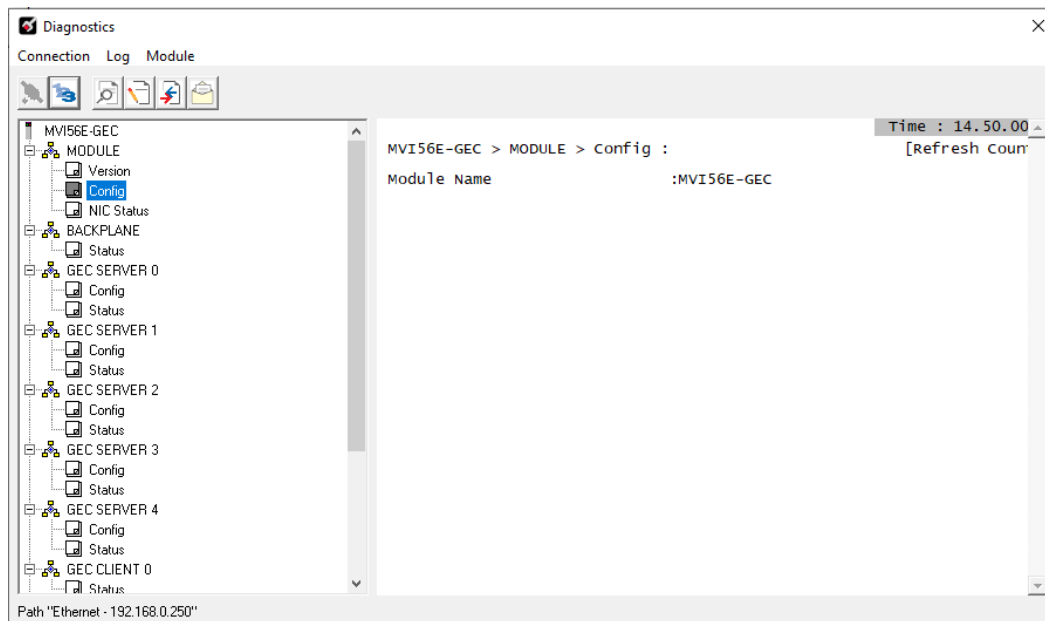 Diagnostics
Connection Log Module
MVI56E-GEC
MODULE
Version
Config
NIC Status
BACKPLANE
Status
GEC SERVER 0
Config
Status
GEC SERVER 1
Config
Status
GEC SERVER 2
Config
Status
GEC SERVER 3
Config
Status
GEC SERVER 4
Config
Status
GEC CLIENT 0
Status
Time : 14.50.00
MVI56E-GEC > MODULE > Config : [Refresh Coun
Module Name :MVI56E-GEC
Path "Ethernet - 192.168.0.250"